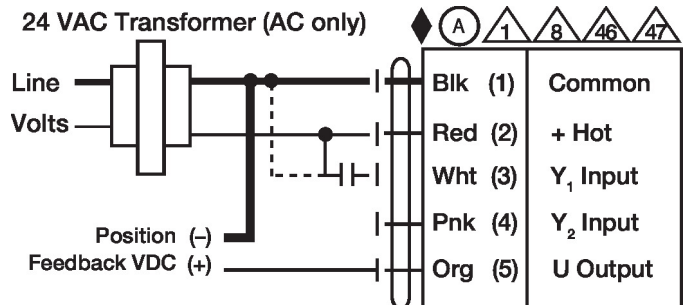 24 VAC Transformer (AC only)
A 1 8 46 47
Line
Volts
Blk (1) Common
Red (2) + Hot
Wht (3) Y₁ Input
Pnk (4) Y₂ Input
Org (5) U Output
Position (–)
Feedback VDC (+)